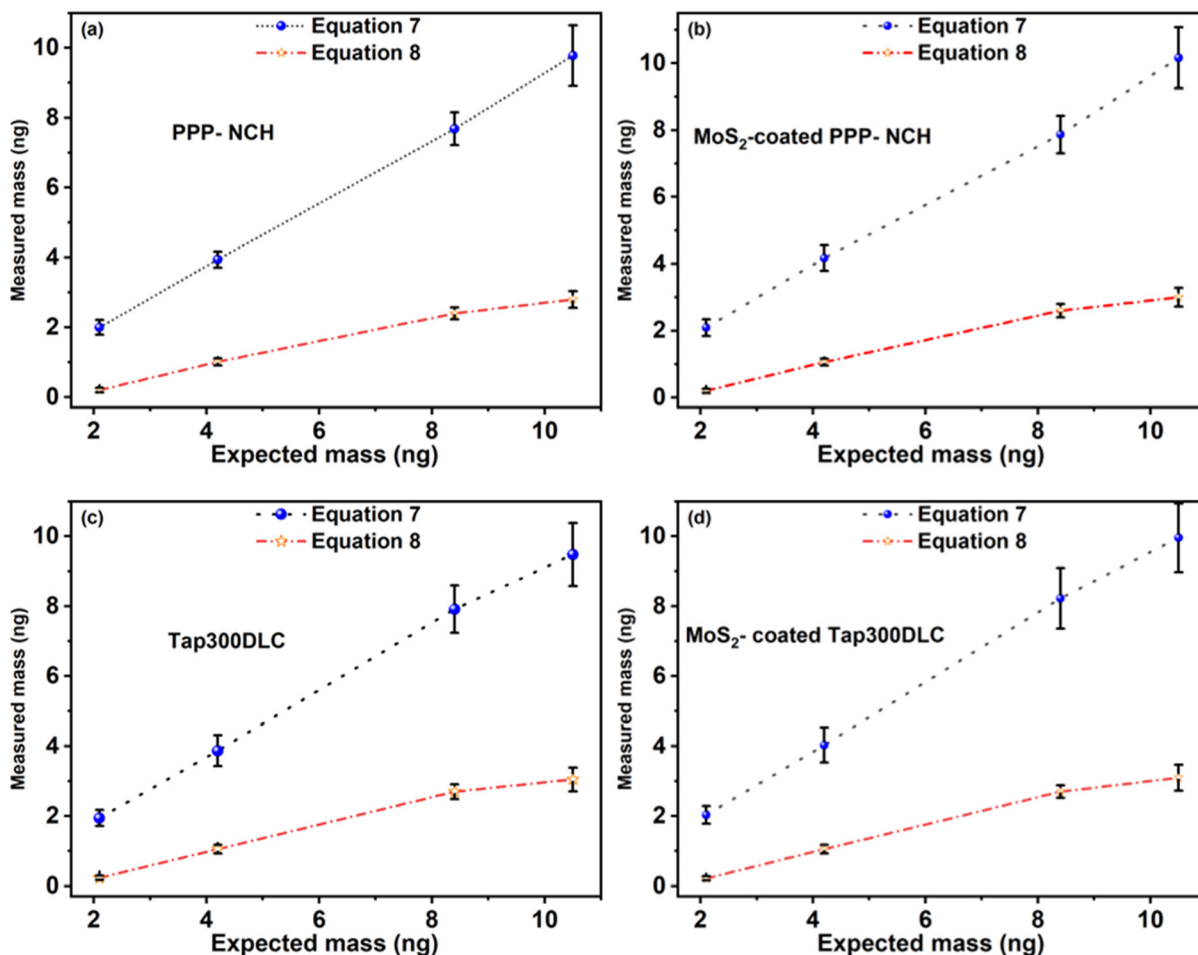 (a)
Equation 7
Equation 8
PPP- NCH
Measured mass (ng)
10
8
6
4
2
0
2 4 6 8 10
Expected mass (ng)
(b)
Equation 7
Equation 8
MoS₂-coated PPP- NCH
Measured mass (ng)
10
8
6
4
2
0
2 4 6 8 10
Expected mass (ng)
(c)
Equation 7
Equation 8
Tap300DLC
Measured mass (ng)
10
8
6
4
2
0
2 4 6 8 10
Expected mass (ng)
(d)
Equation 7
Equation 8
MoS₂- coated Tap300DLC
Measured mass (ng)
10
8
6
4
2
0
2 4 6 8 10
Expected mass (ng)